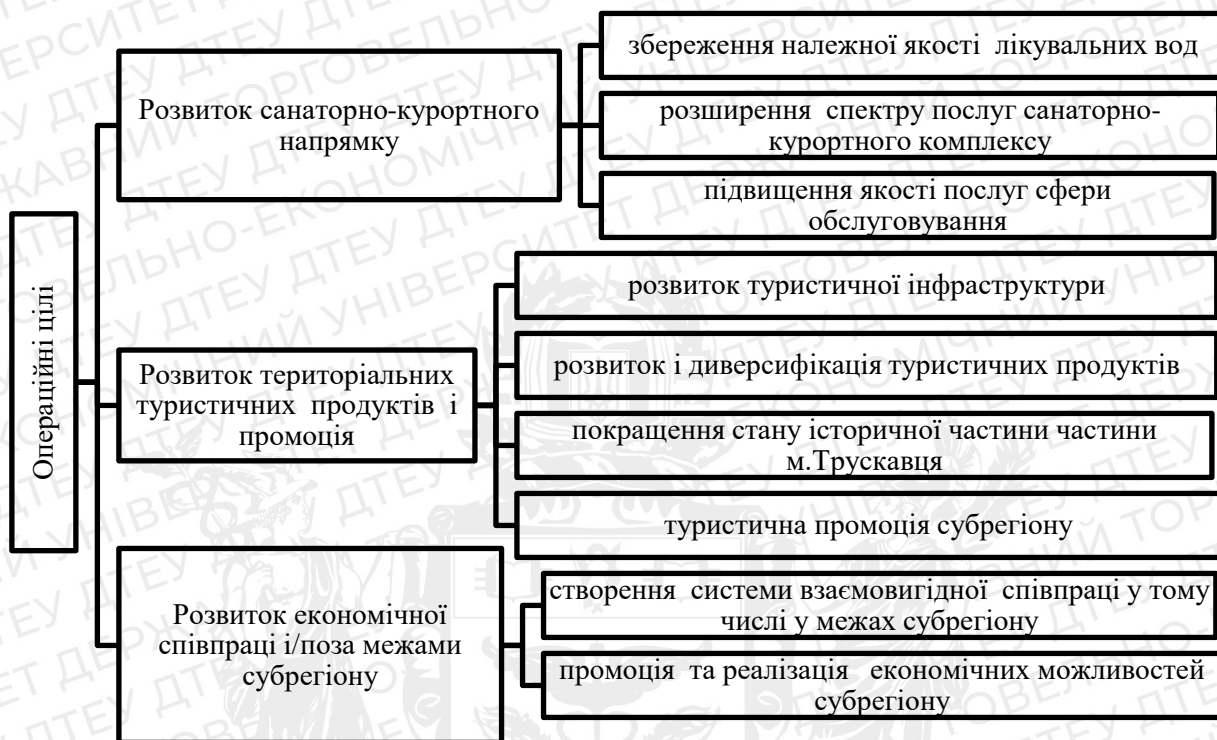 Операційні цілі
Розвиток санаторно-курортного
напрямку
збереження належної якості лікувальних вод
розширення спектру послуг санаторно-
курортного комплексу
підвищення якості послуг сфери
обслуговування
Розвиток територіальних
туристичних продуктів і
промоція
розвиток туристичної інфраструктури
розвиток і диверсифікація туристичних продуктів
покращення стану історичної частини частини
м.Трускавця
туристична промоція субрегіону
Розвиток економічної
співпраці і/поза межами
субрегіону
створення системи взаємовигідної співпраці у тому
числі у межах субрегіону
промоція та реалізація економічних можливостей
субрегіону